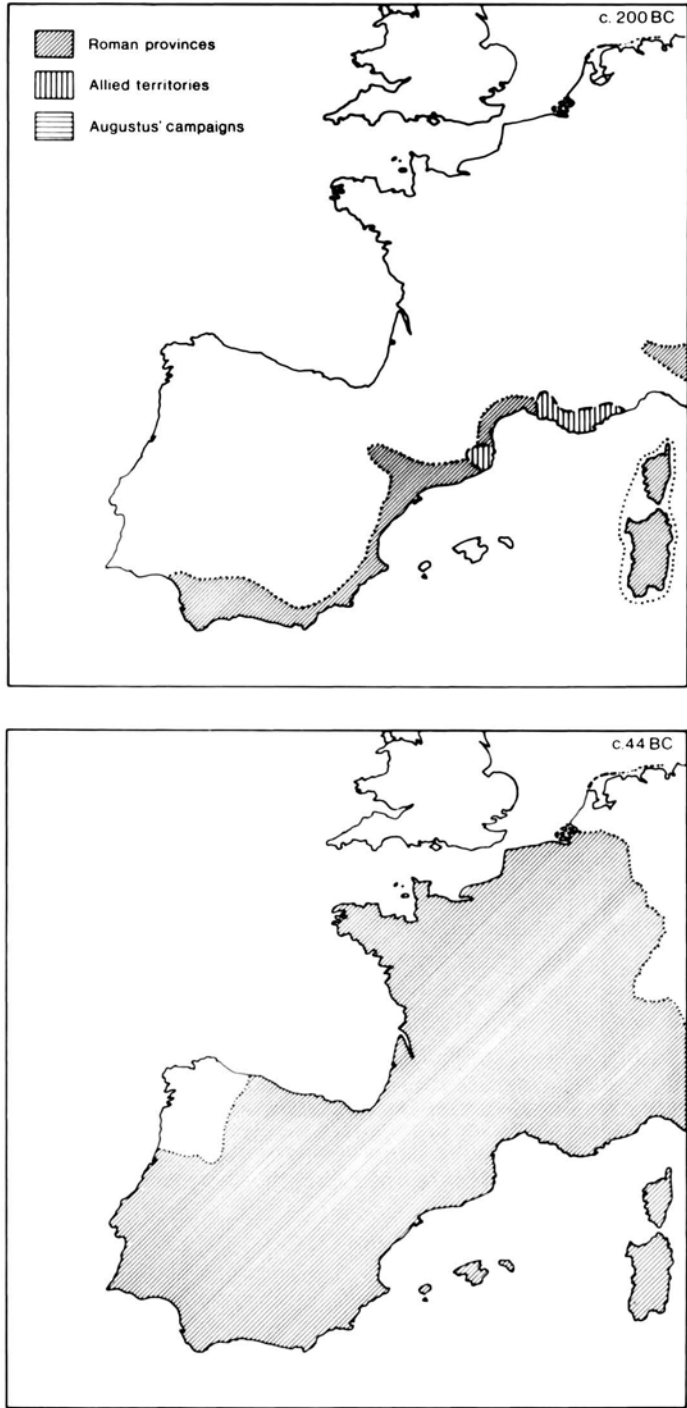 c. 200 BC
Roman provinces
Allied territories
Augustus' campaigns
c. 44 BC